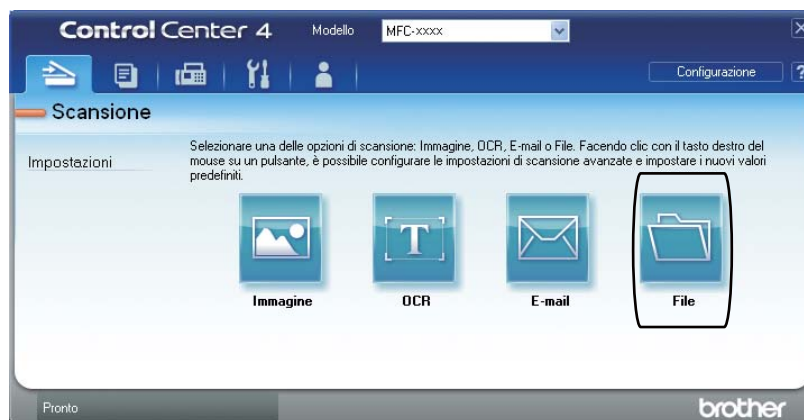 Control Center 4 Modello MFC-xxxx
Configurazione ?
Scansione
Impostazioni
Selezionare una delle opzioni di scansione: Immagine, OCR, E-mail o File. Facendo clic con il tasto destro del
mouse su un pulsante, è possibile configurare le impostazioni di scansione avanzate e impostare i nuovi valori
predefiniti.
T
Immagine OCR E-mail File
Pronto
brother